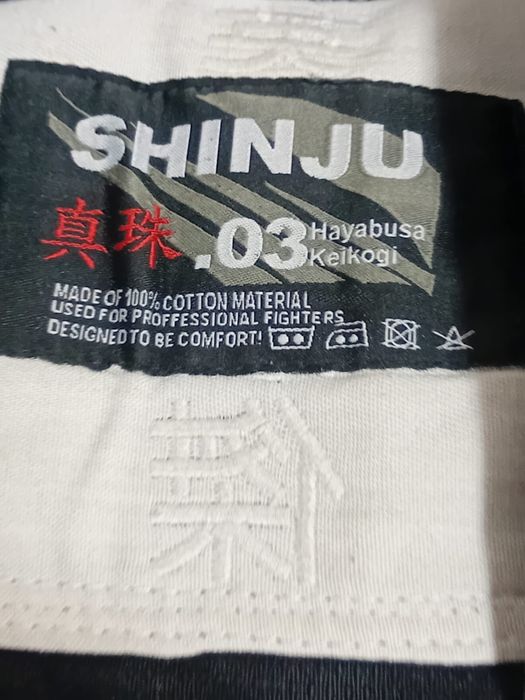 SHINJU
真珠 .03 Hayabusa
Keikogi
MADE OF 100% COTTON MATERIAL
USED FOR PROFFESSIONAL FIGHTERS
DESIGNED TO BE COMFORT!